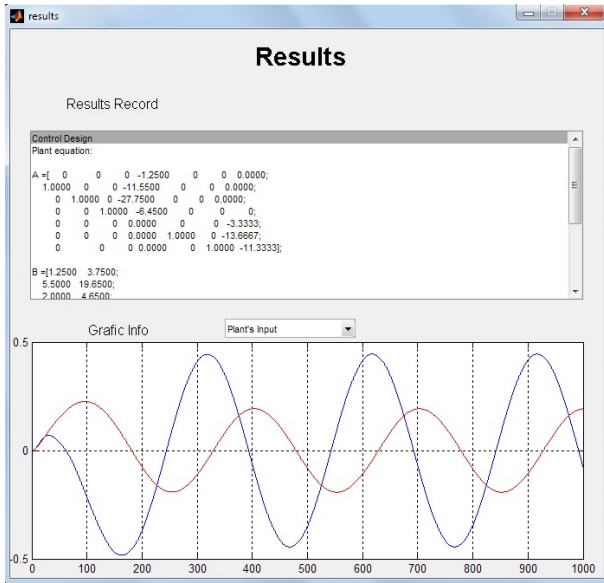 results
Results
Results Record
Control Design
Plant equation:
A =[ 0 0 0 -1.2500 0 0 0.0000;
1.0000 0 0 -11.5500 0 0 0.0000;
0 1.0000 0 -27.7500 0 0 0.0000;
0 0 1.0000 -6.4500 0 0 0;
0 0 0 0.0000 0 0 -3.3333;
0 0 0 0.0000 1.0000 0 -13.6667;
0 0 0 0.0000 0 1.0000 -11.3333];
B =[1.2500 3.7500;
5.5000 19.6500;
2.0000 4.6500;
Grafic Info
Plant's Input
0.5
0
-0.5
0 100 200 300 400 500 600 700 800 900 1000